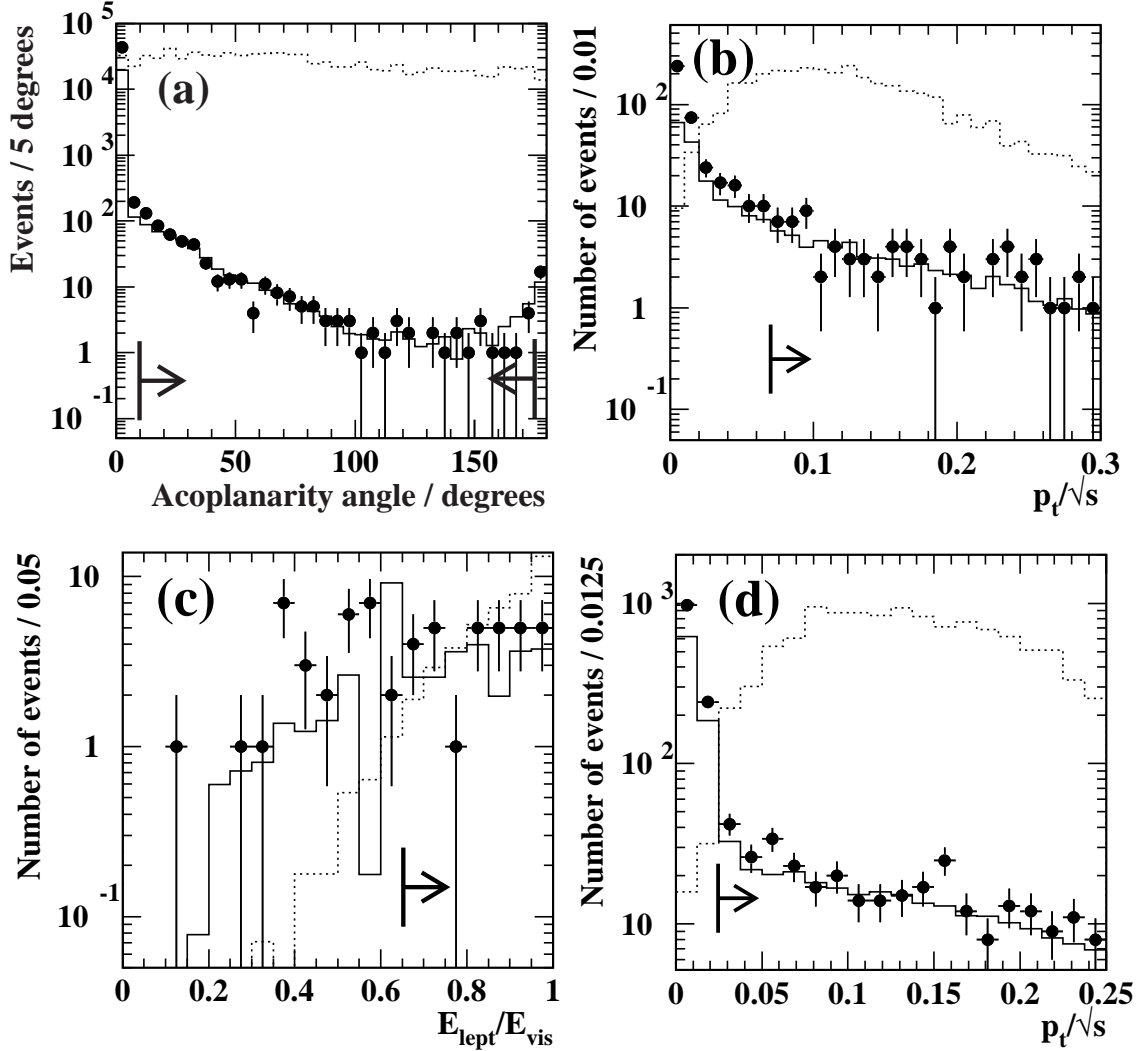 (a)
Events / 5 degrees
10^5
10^4
10^3
10^2
10
1
10^-1
0 50 100 150
Acoplanarity angle / degrees
(b)
Number of events / 0.01
10^2
10
1
10^-1
0 0.1 0.2 0.3
p_t/√s
(c)
Number of events / 0.05
10
1
10^-1
0 0.2 0.4 0.6 0.8 1
E_lept/E_vis
(d)
Number of events / 0.0125
10^3
10^2
10
0 0.05 0.1 0.15 0.2 0.25
p_t/√s